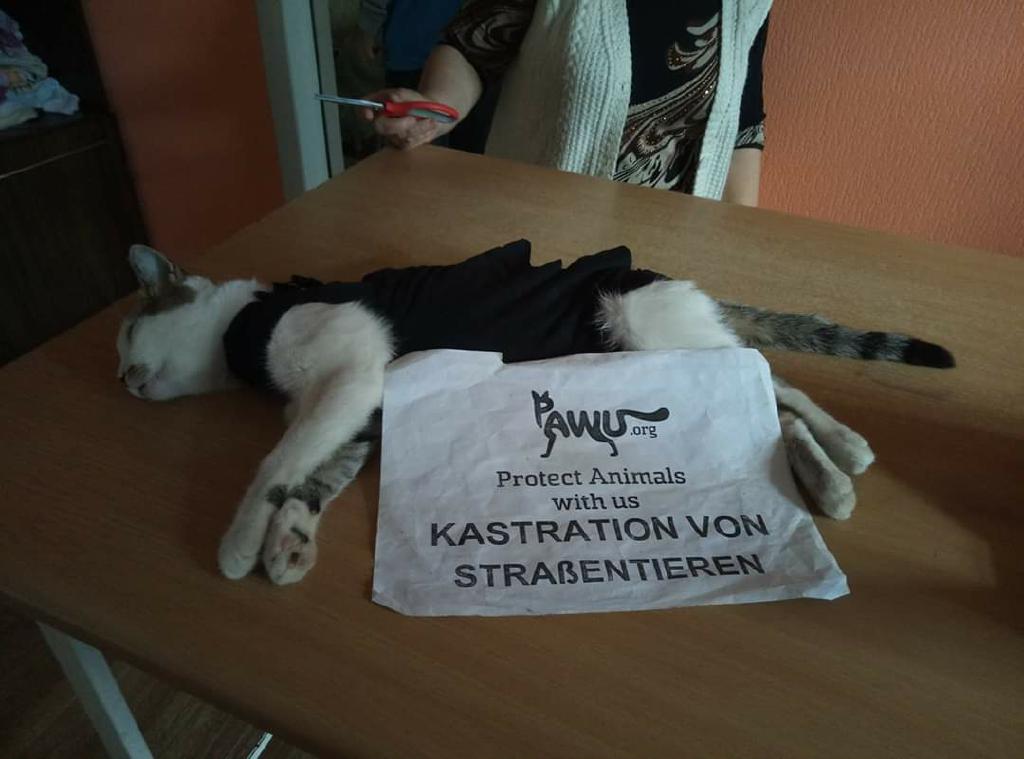 PAWU.org
Protect Animals
with us
KASTRATION VON
STRAßENTIEREN